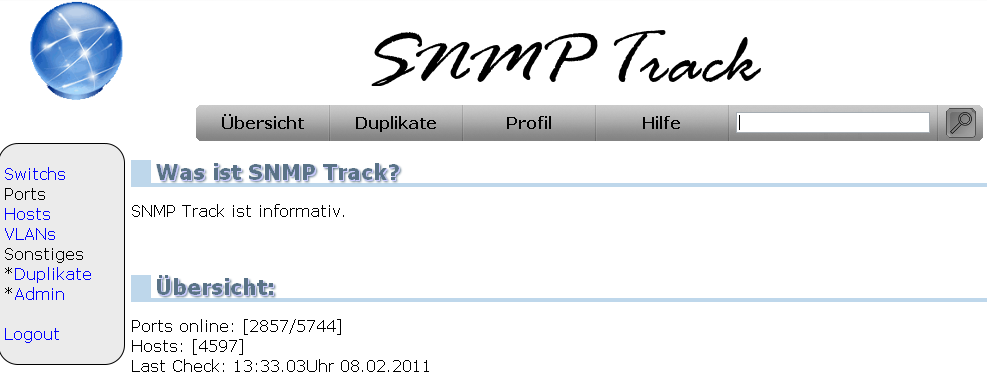 SNMP Track
Übersicht Duplikate Profil Hilfe
Switchs
Ports
Hosts
VLANs
Sonstiges
*Duplikate
*Admin
Logout
Was ist SNMP Track?
SNMP Track ist informativ.
Übersicht:
Ports online: [2857/5744]
Hosts: [4597]
Last Check: 13:33.03Uhr 08.02.2011